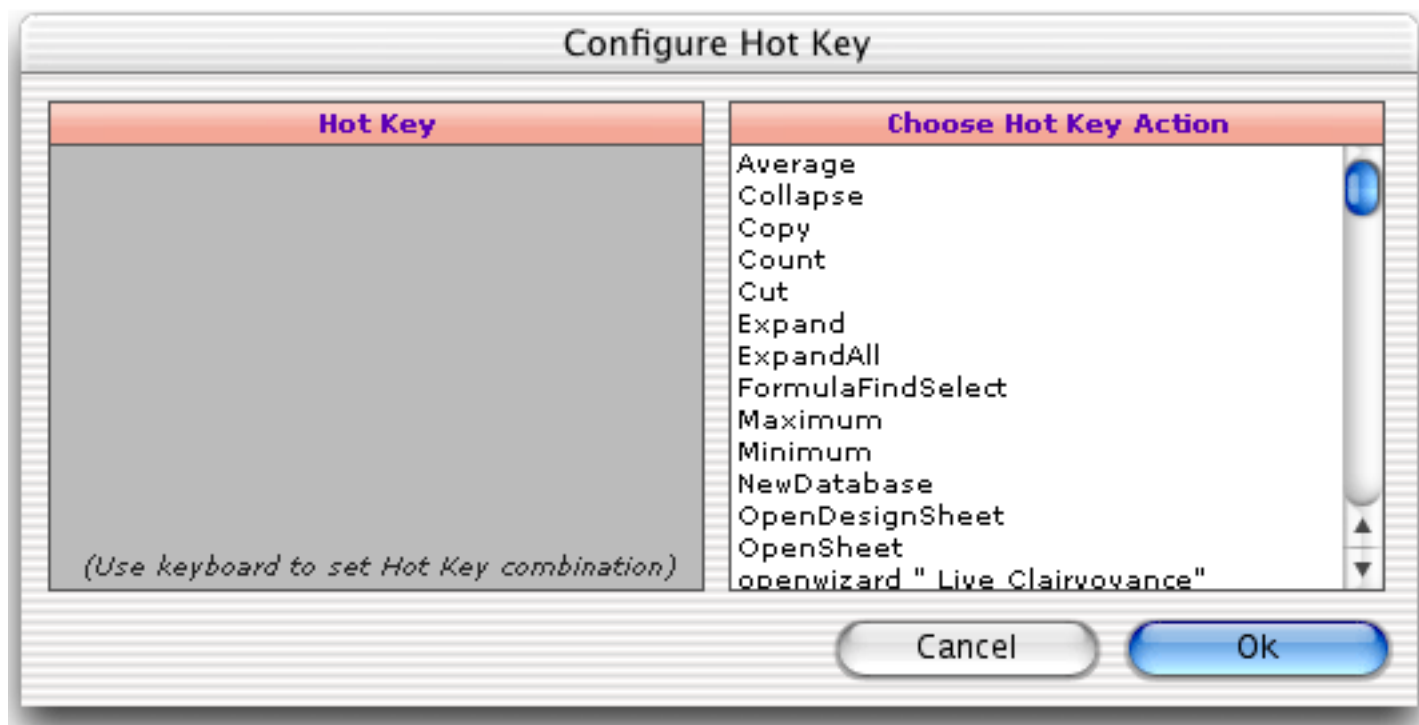 Configure Hot Key
Hot Key
(Use keyboard to set Hot Key combination)
Choose Hot Key Action
Average
Collapse
Copy
Count
Cut
Expand
ExpandAll
FormulaFindSelect
Maximum
Minimum
NewDatabase
OpenDesignSheet
OpenSheet
openwizard " Live Clairvoyance"
Cancel
Ok